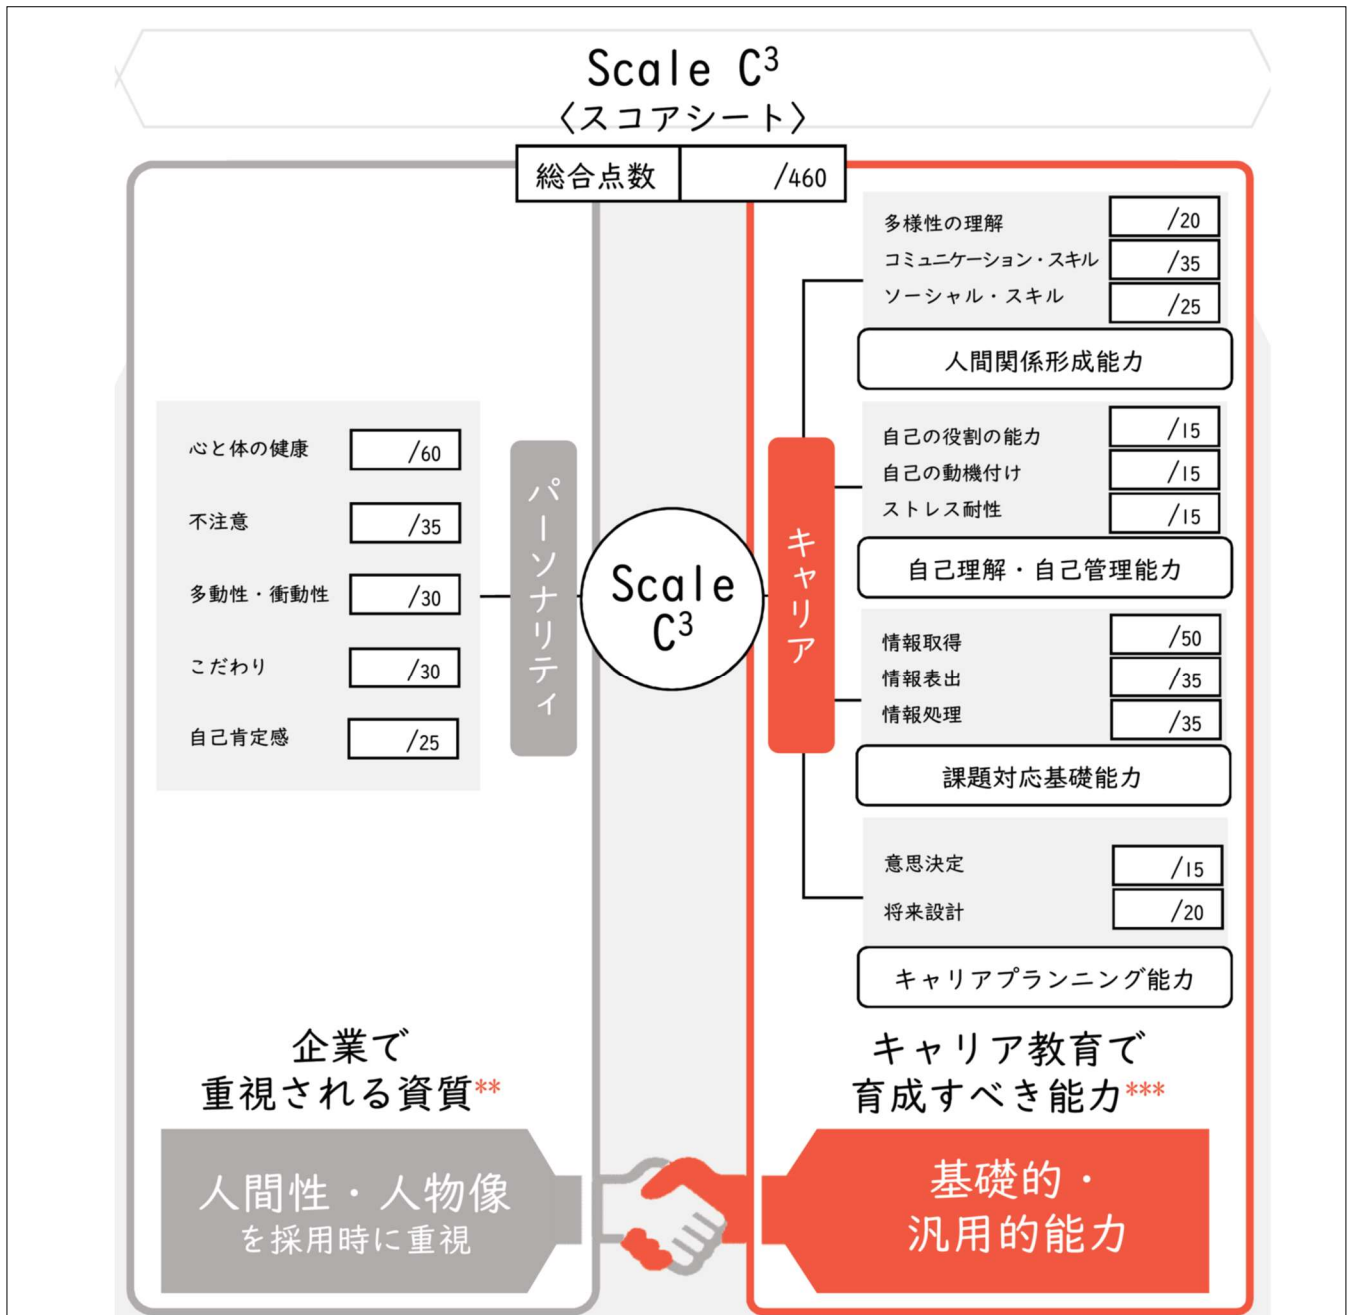 Scale C³
〈スコアシート〉
総合点数 /460
心と体の健康 /60
不注意 /35
多動性・衝動性 /30
こだわり /30
自己肯定感 /25
パーソナリティ
Scale
C³
キャリア
多様性の理解 /20
コミュニケーション・スキル /35
ソーシャル・スキル /25
人間関係形成能力
自己の役割の能力 /15
自己の動機付け /15
ストレス耐性 /15
自己理解・自己管理能力
情報取得 /50
情報表出 /35
情報処理 /35
課題対応基礎能力
意思決定 /15
将来設計 /20
キャリアプランニング能力
企業で
重視される資質**
人間性・人物像
を採用時に重視
キャリア教育で
育成すべき能力***
基礎的・
汎用的能力